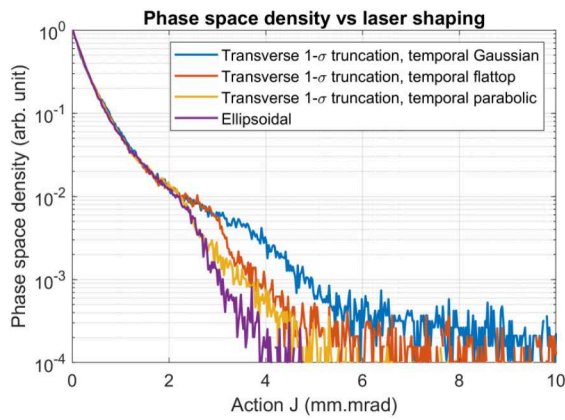 Phase space density vs laser shaping
Transverse 1-σ truncation, temporal Gaussian
Transverse 1-σ truncation, temporal flattop
Transverse 1-σ truncation, temporal parabolic
Ellipsoidal
Phase space density (arb. unit)
10⁰
10⁻¹
10⁻²
10⁻³
10⁻⁴
0 2 4 6 8 10
Action J (mm.mrad)